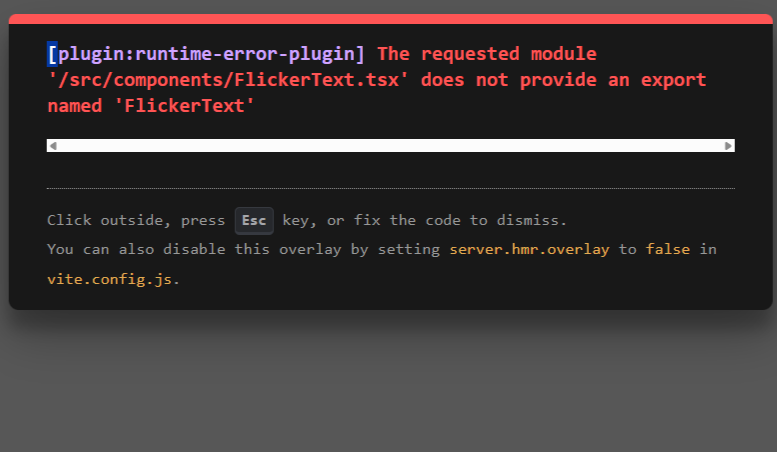 [plugin:runtime-error-plugin] The requested module
'/src/components/FlickerText.tsx' does not provide an export
named 'FlickerText'
Click outside, press Esc key, or fix the code to dismiss.
You can also disable this overlay by setting server.hmr.overlay to false in
vite.config.js.